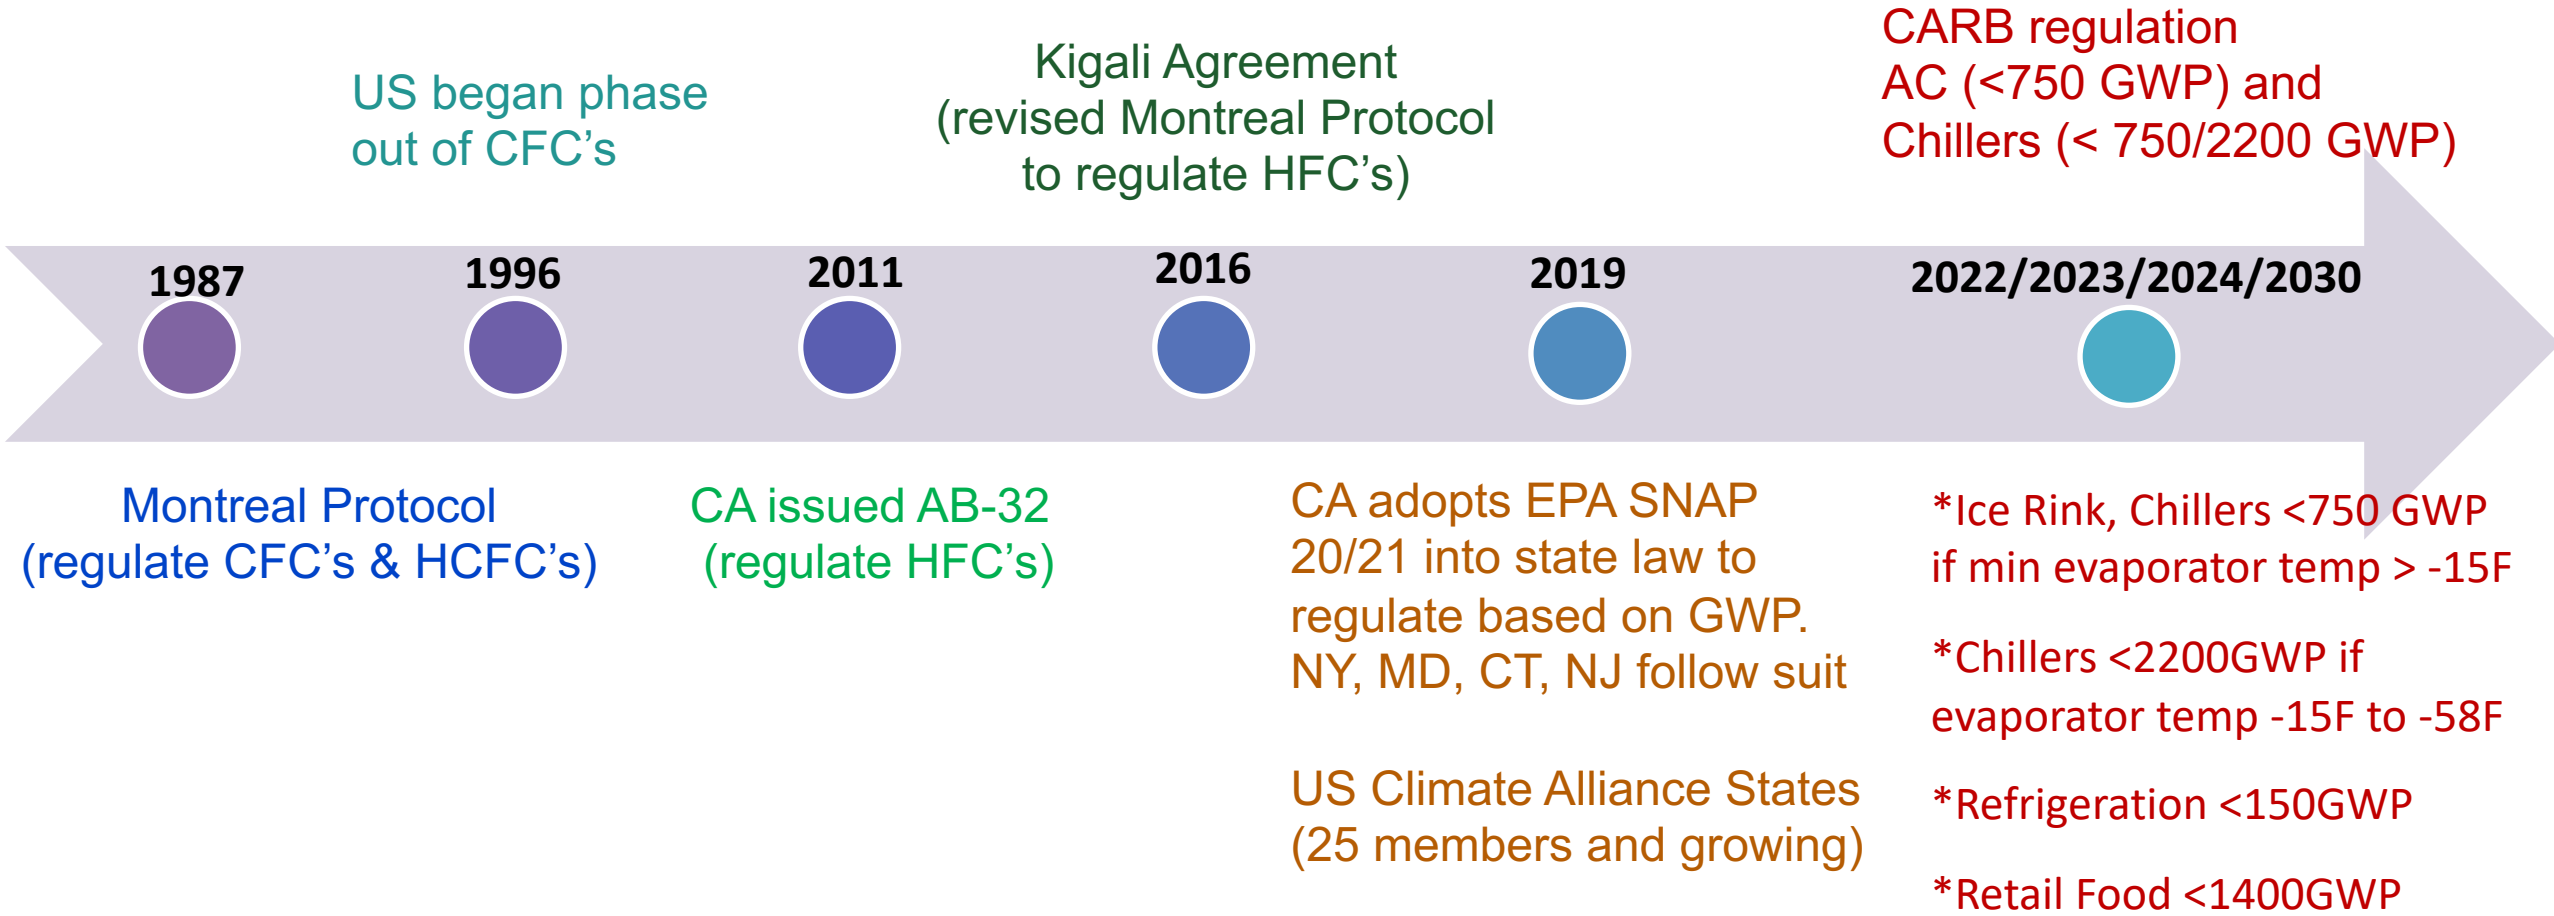 US began phase
out of CFC’s
Kigali Agreement
(revised Montreal Protocol
to regulate HFC’s)
CARB regulation
AC (<750 GWP) and
Chillers (< 750/2200 GWP)
1987
1996
2011
2016
2019
2022/2023/2024/2030
Montreal Protocol
(regulate CFC’s & HCFC’s)
CA issued AB-32
(regulate HFC’s)
CA adopts EPA SNAP
20/21 into state law to
regulate based on GWP.
NY, MD, CT, NJ follow suit
US Climate Alliance States
(25 members and growing)
*Ice Rink, Chillers <750 GWP
if min evaporator temp > -15F
*Chillers <2200GWP if
evaporator temp -15F to -58F
*Refrigeration <150GWP
*Retail Food <1400GWP